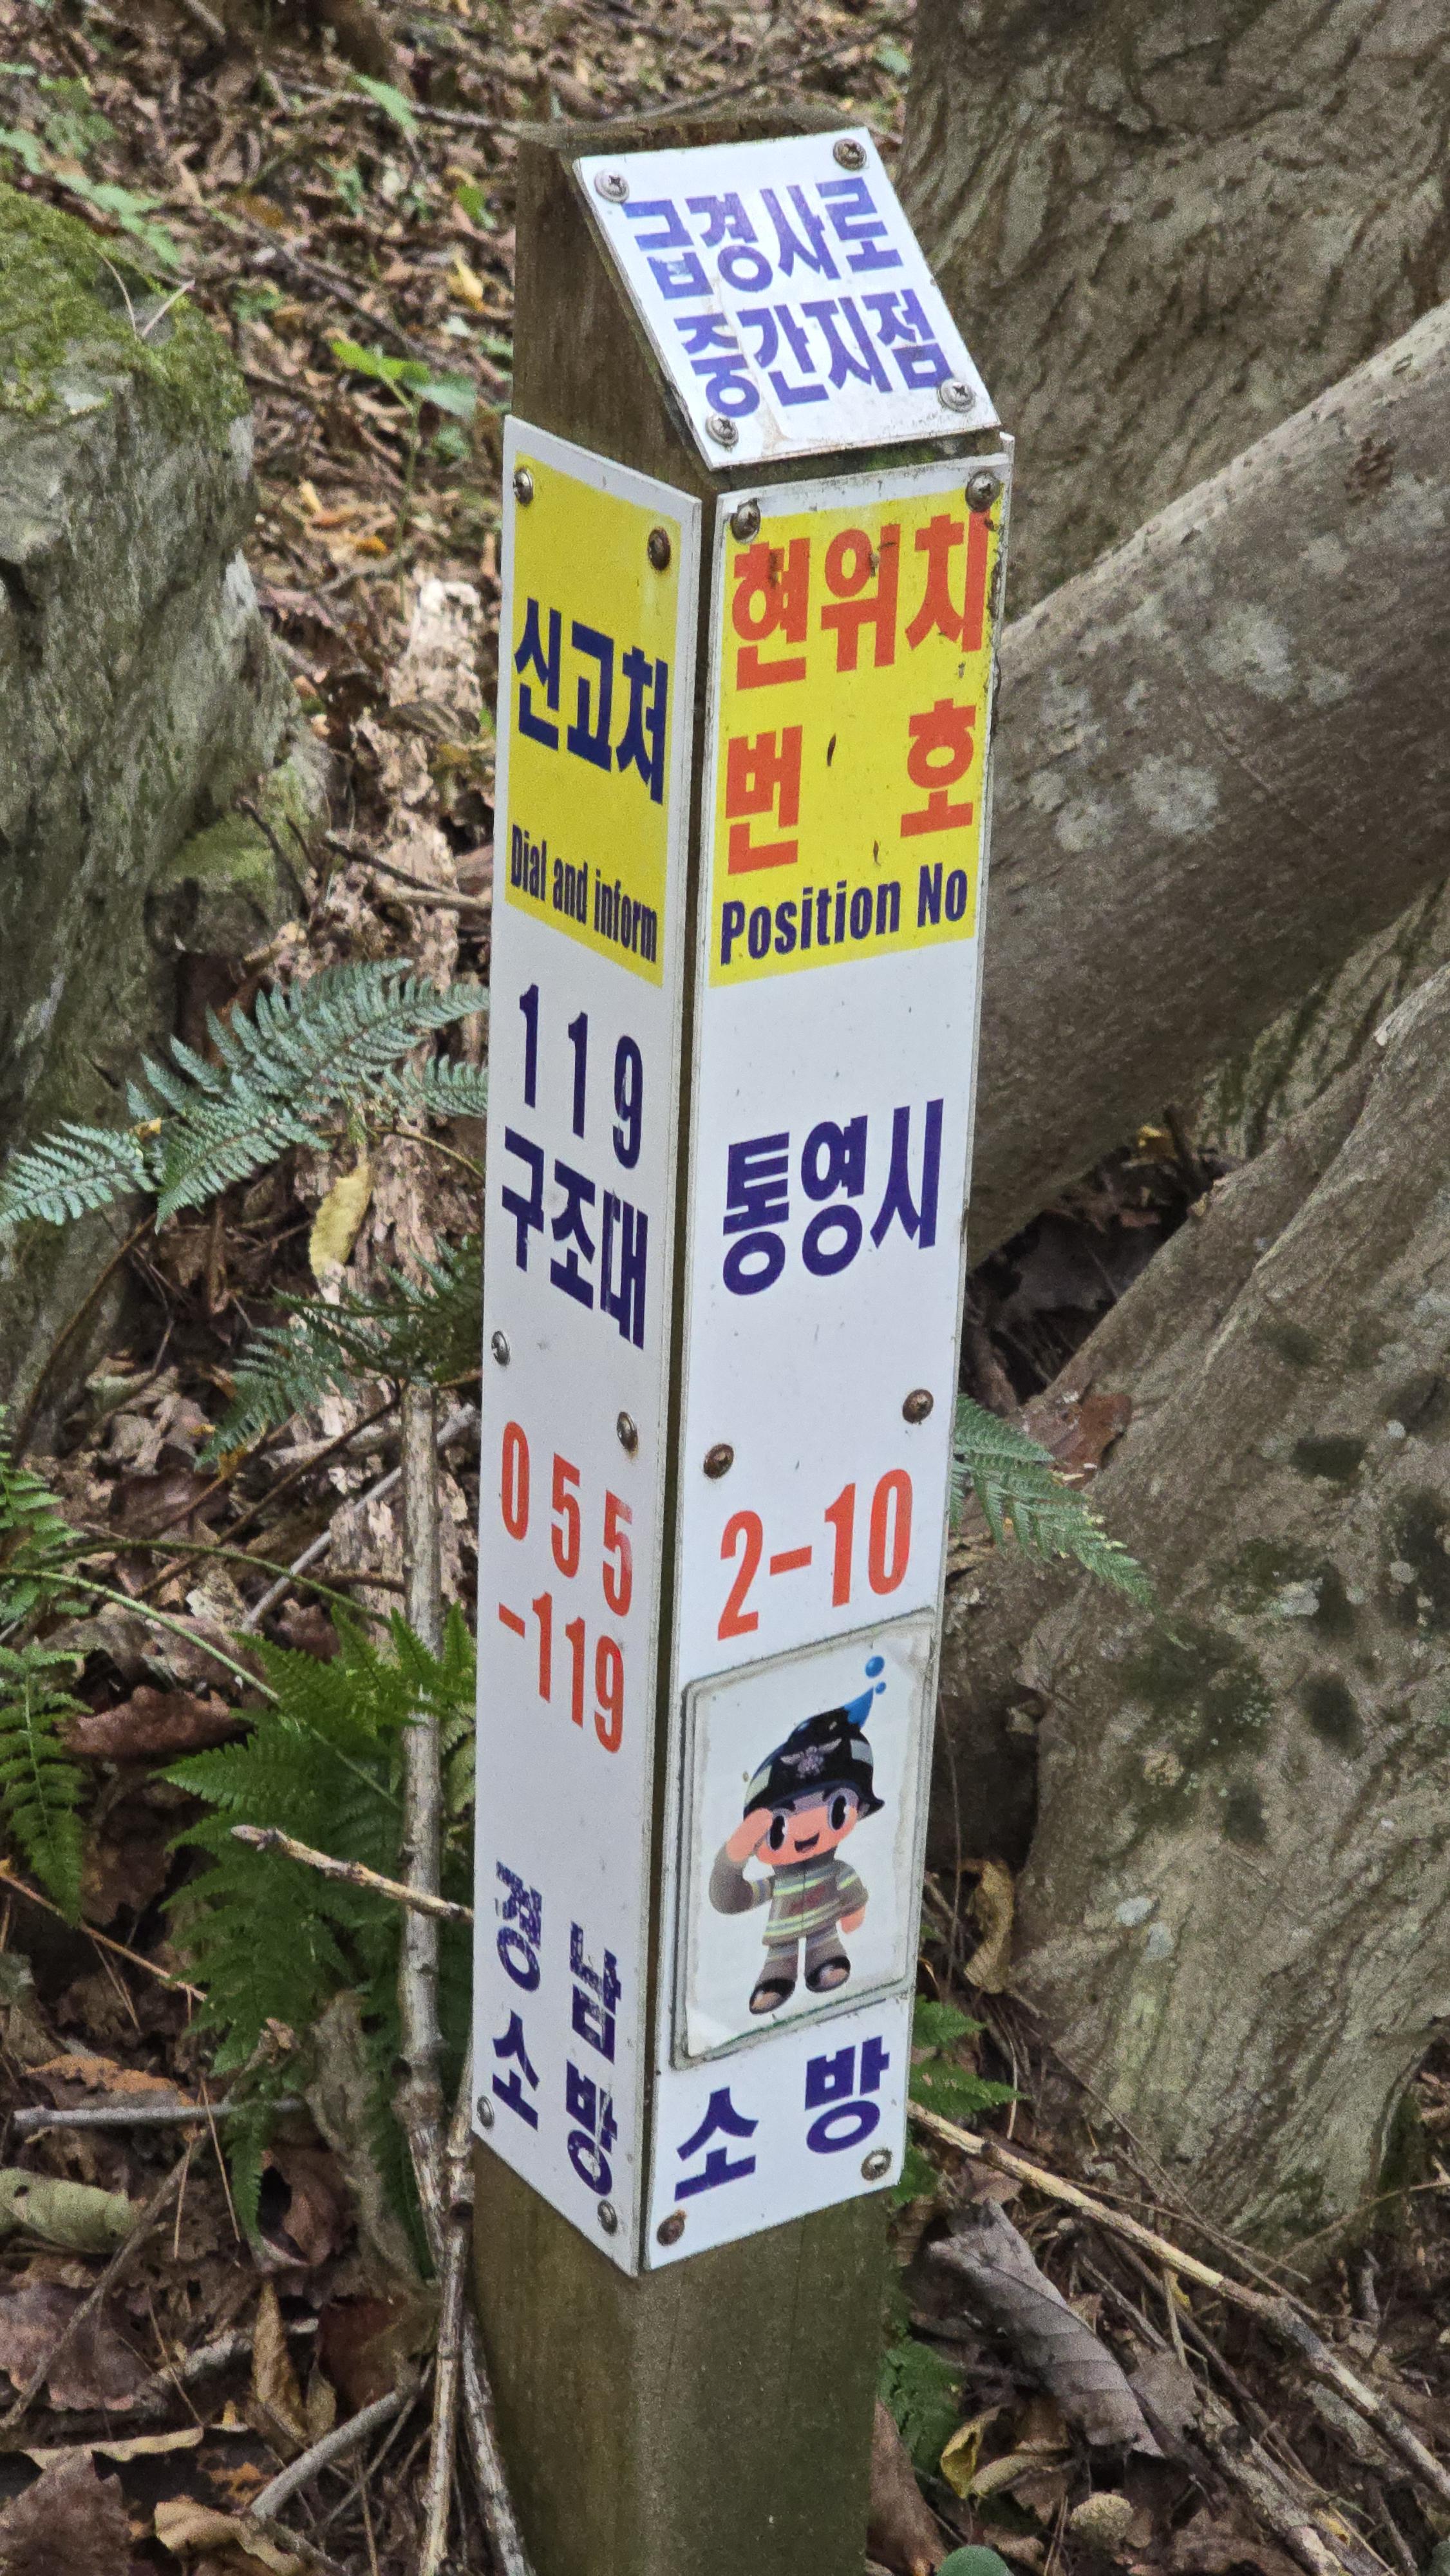 급경사로
중간지점
신고처
Dial and inform
119
구조대
055
-119
경남
소방
현위치
번호
Position No
통영시
2-10
소방